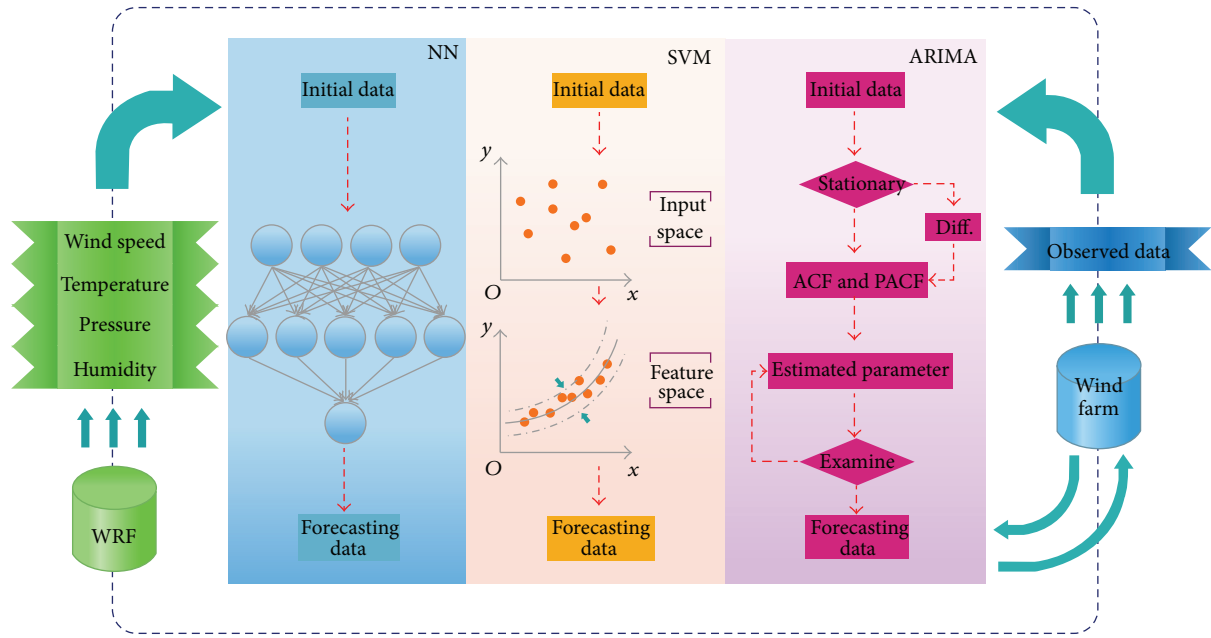 Wind speed
Temperature
Pressure
Humidity
WRF
NN
Initial data
Forecasting
data
SVM
Initial data
y
O
x
Input
space
y
O
x
Feature
space
Forecasting
data
ARIMA
Initial data
Stationary
Diff.
ACF and PACF
Estimated parameter
Examine
Forecasting
data
Observed data
Wind
farm